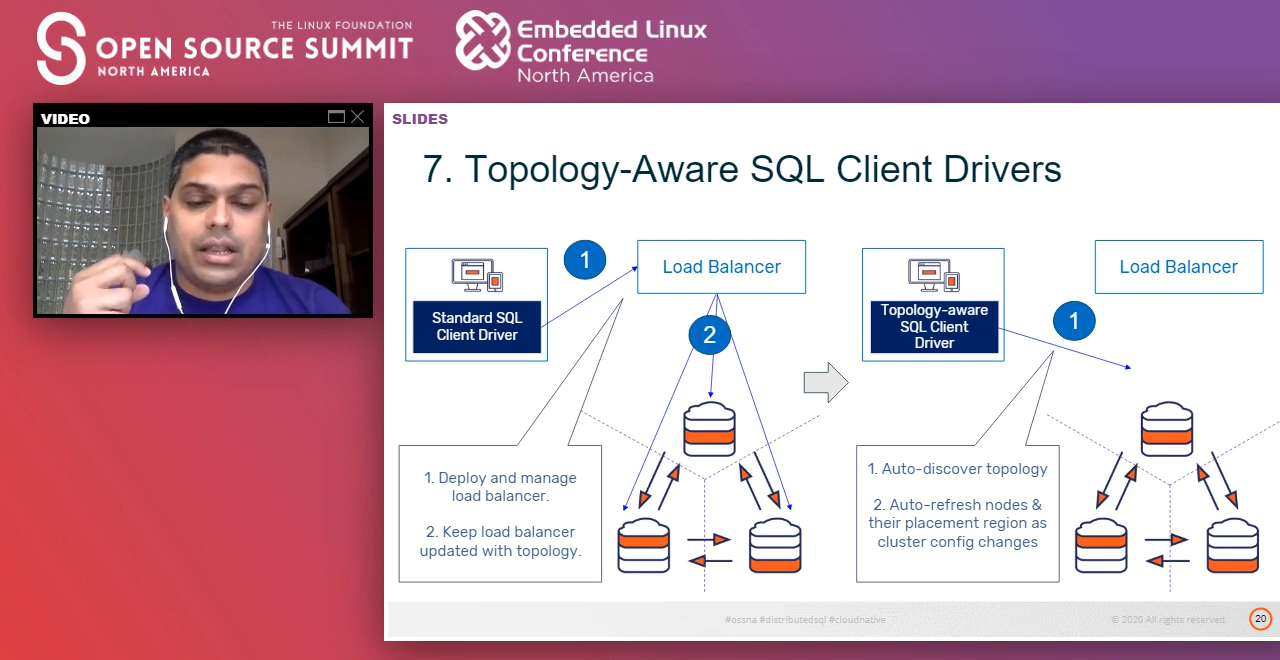 THE LINUX FOUNDATION
OPEN SOURCE SUMMIT
NORTH AMERICA
Embedded Linux
Conference
North America
VIDEO
SLIDES
7. Topology-Aware SQL Client Drivers
Standard SQL
Client Driver
1
Load Balancer
2
1. Deploy and manage
load balancer.
2. Keep load balancer
updated with topology.
Topology-aware
SQL Client
Driver
1
Load Balancer
1. Auto-discover topology
2. Auto-refresh nodes &
their placement region as
cluster config changes
#ossna #distributedsql #cloudnative
© 2020 All rights reserved.
20